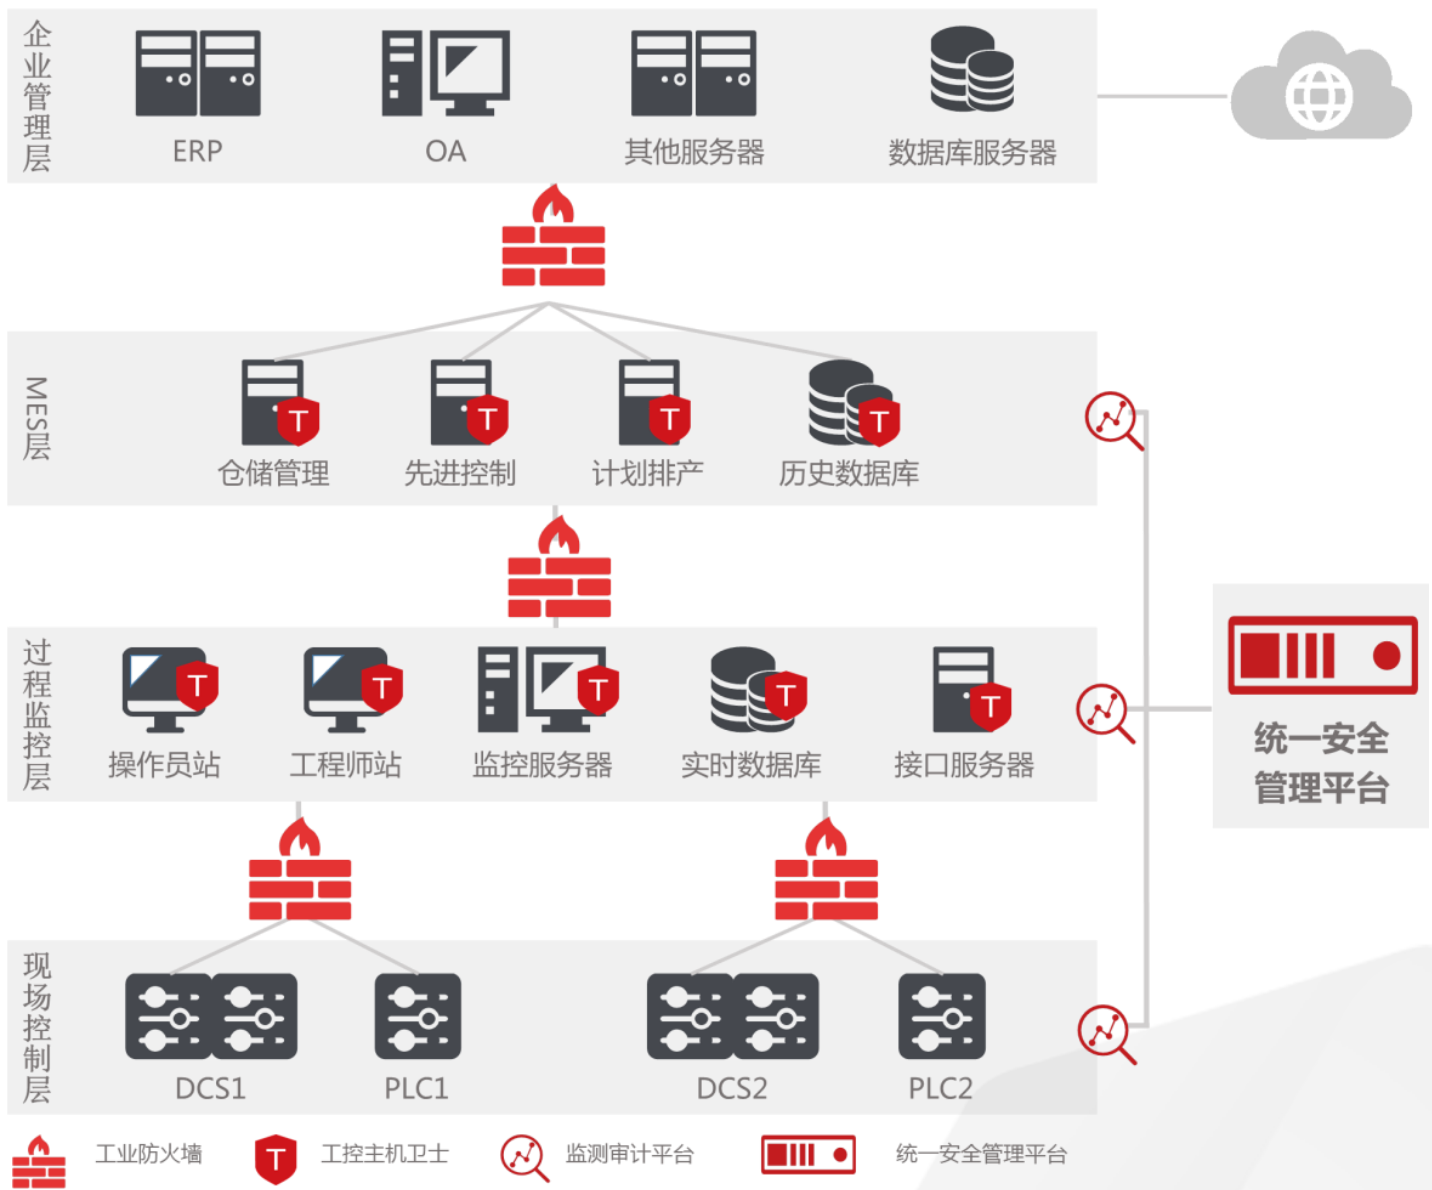 企业管理层
ERP
OA
其他服务器
数据库服务器
MES层
T
T
T
T
仓储管理
先进控制
计划排产
历史数据库
过程监控层
T
T
T
T
T
操作员站
工程师站
监控服务器
实时数据库
接口服务器
统一安全
管理平台
现场控制层
DCS1
PLC1
DCS2
PLC2
工业防火墙
T
工控主机卫士
监测审计平台
统一安全管理平台